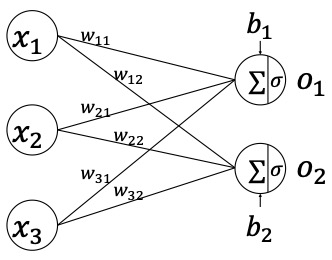 b₁
x₁ w₁₁ Σ σ o₁
w₁₂
x₂ w₂₁
w₂₂
w₃₁ Σ σ o₂
w₃₂
x₃ b₂